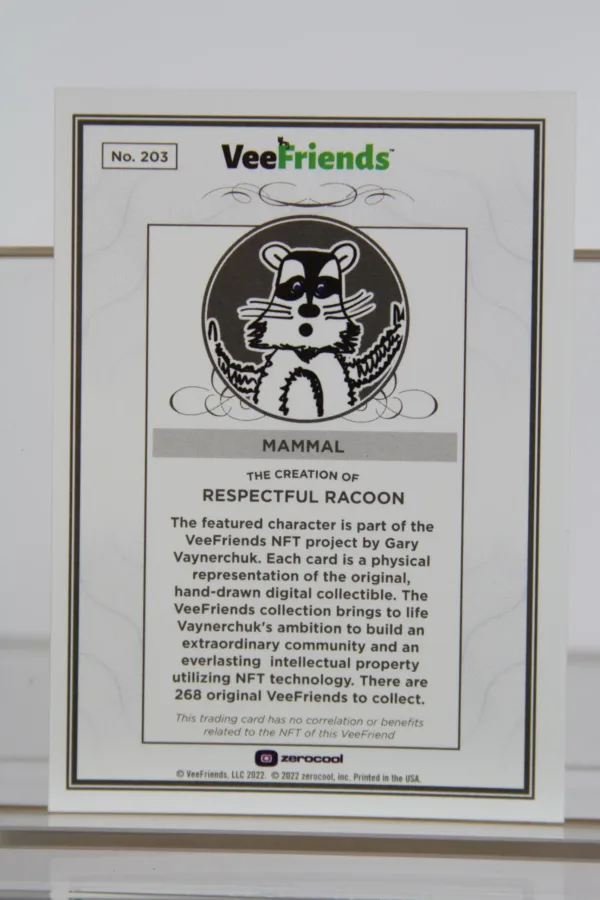 No. 203
VeeFriends™
MAMMAL
THE CREATION OF
RESPECTFUL RACOON
The featured character is part of the
VeeFriends NFT project by Gary
Vaynerchuk. Each card is a physical
representation of the original,
hand-drawn digital collectible. The
VeeFriends collection brings to life
Vaynerchuk's ambition to build an
extraordinary community and an
everlasting intellectual property
utilizing NFT technology. There are
268 original VeeFriends to collect.
This trading card has no correlation or benefits
related to the NFT of this VeeFriend
zerocool
© VeeFriends, LLC 2022. © 2022 zerocool, inc. Printed in the USA.